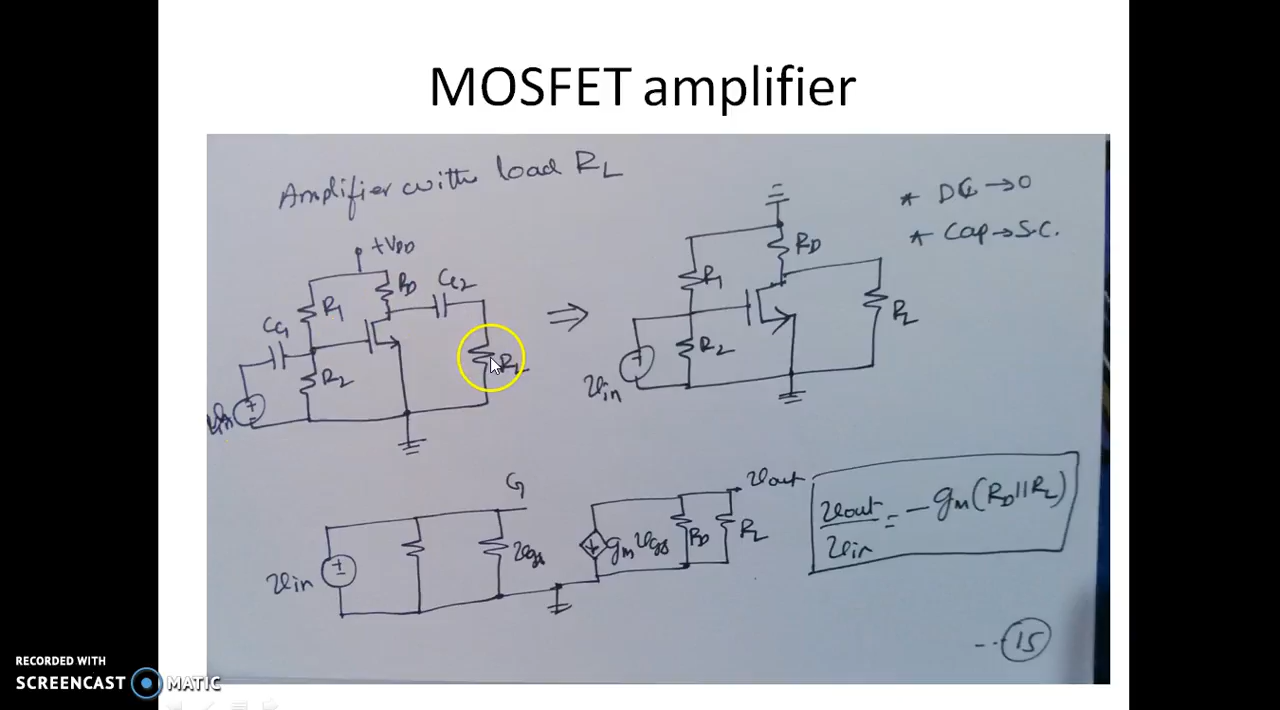 MOSFET amplifier
Amplifier with load RL
* DC → 0
* Cap → S.C.
+VDD
R1
RD
CC2
CC1
R2
RL
⇒
RD
R1
R2
RL
vin
G
vout
vin
vgs
gm vgs
RD
RL
vout/vin = -gm(RD||RL)
--- 15
RECORDED WITH
SCREENCAST MATIC